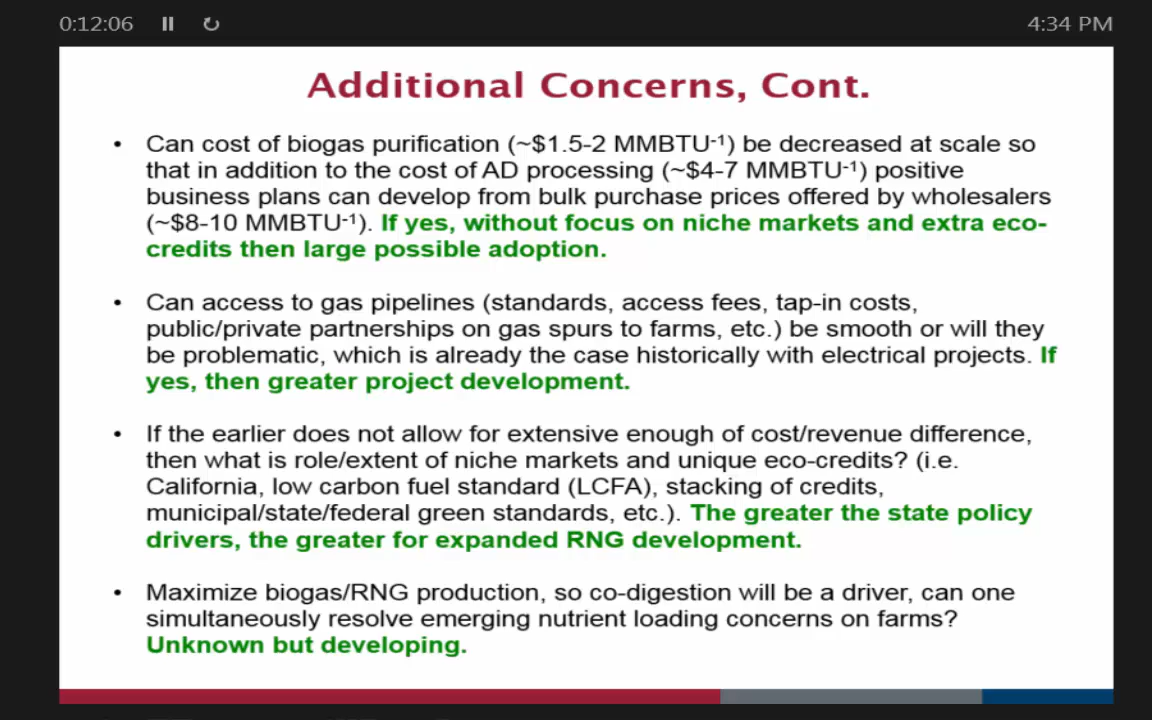 0:12:06
4:34 PM
Additional Concerns, Cont.
• Can cost of biogas purification (~$1.5-2 MMBTU⁻¹) be decreased at scale so
that in addition to the cost of AD processing (~$4-7 MMBTU⁻¹) positive
business plans can develop from bulk purchase prices offered by wholesalers
(~$8-10 MMBTU⁻¹). If yes, without focus on niche markets and extra eco-
credits then large possible adoption.
• Can access to gas pipelines (standards, access fees, tap-in costs,
public/private partnerships on gas spurs to farms, etc.) be smooth or will they
be problematic, which is already the case historically with electrical projects. If
yes, then greater project development.
• If the earlier does not allow for extensive enough of cost/revenue difference,
then what is role/extent of niche markets and unique eco-credits? (i.e.
California, low carbon fuel standard (LCFA), stacking of credits,
municipal/state/federal green standards, etc.). The greater the state policy
drivers, the greater for expanded RNG development.
• Maximize biogas/RNG production, so co-digestion will be a driver, can one
simultaneously resolve emerging nutrient loading concerns on farms?
Unknown but developing.